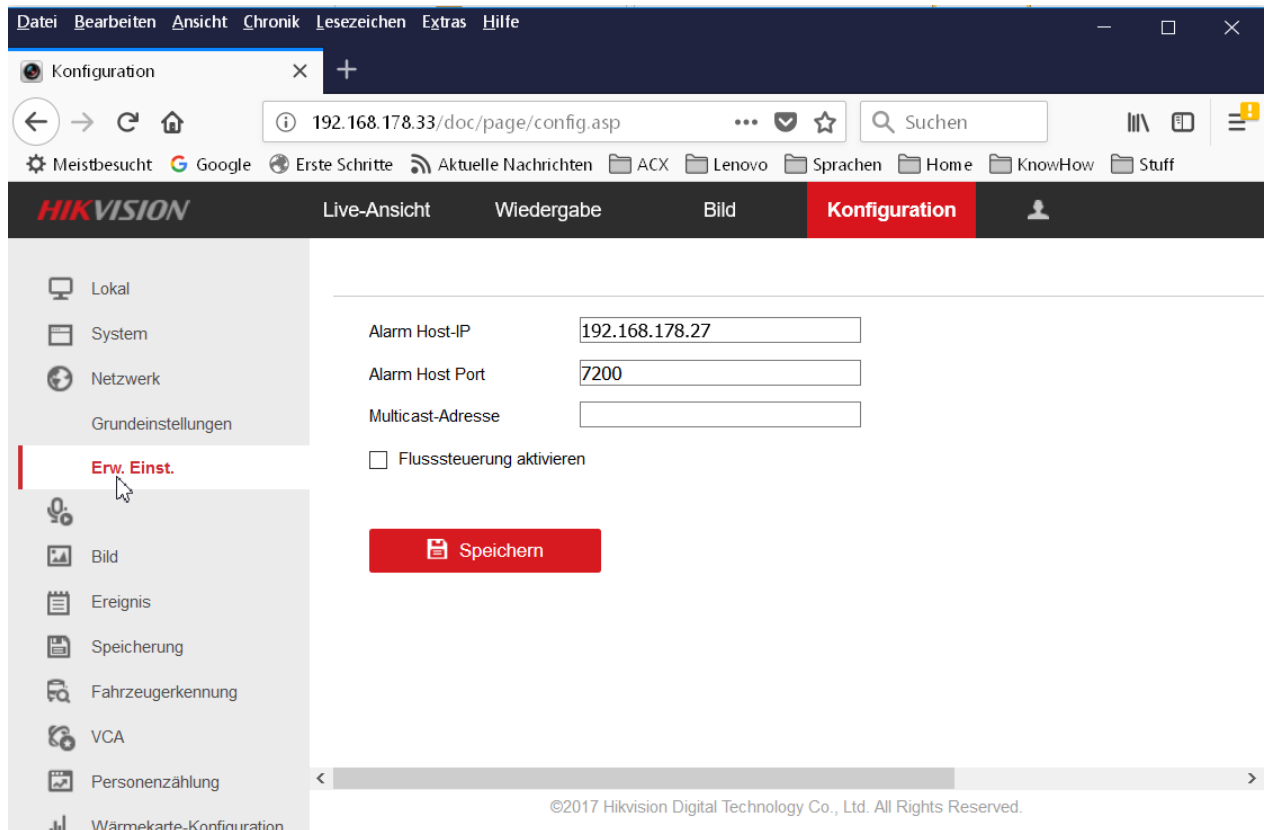 Datei Bearbeiten Ansicht Chronik Lesezeichen Extras Hilfe
Konfiguration
192.168.178.33/doc/page/config.asp
Suchen
Meistbesucht Google Erste Schritte Aktuelle Nachrichten ACX Lenovo Sprachen Home KnowHow Stuff
HIKVISION Live-Ansicht Wiedergabe Bild Konfiguration
Lokal
System
Netzwerk
Grundeinstellungen
Erw. Einst.
Bild
Ereignis
Speicherung
Fahrzeugerkennung
VCA
Personenzählung
Wärmekarte-Konfiguration
Alarm Host-IP 192.168.178.27
Alarm Host Port 7200
Multicast-Adresse
Flusssteuerung aktivieren
Speichern
©2017 Hikvision Digital Technology Co., Ltd. All Rights Reserved.